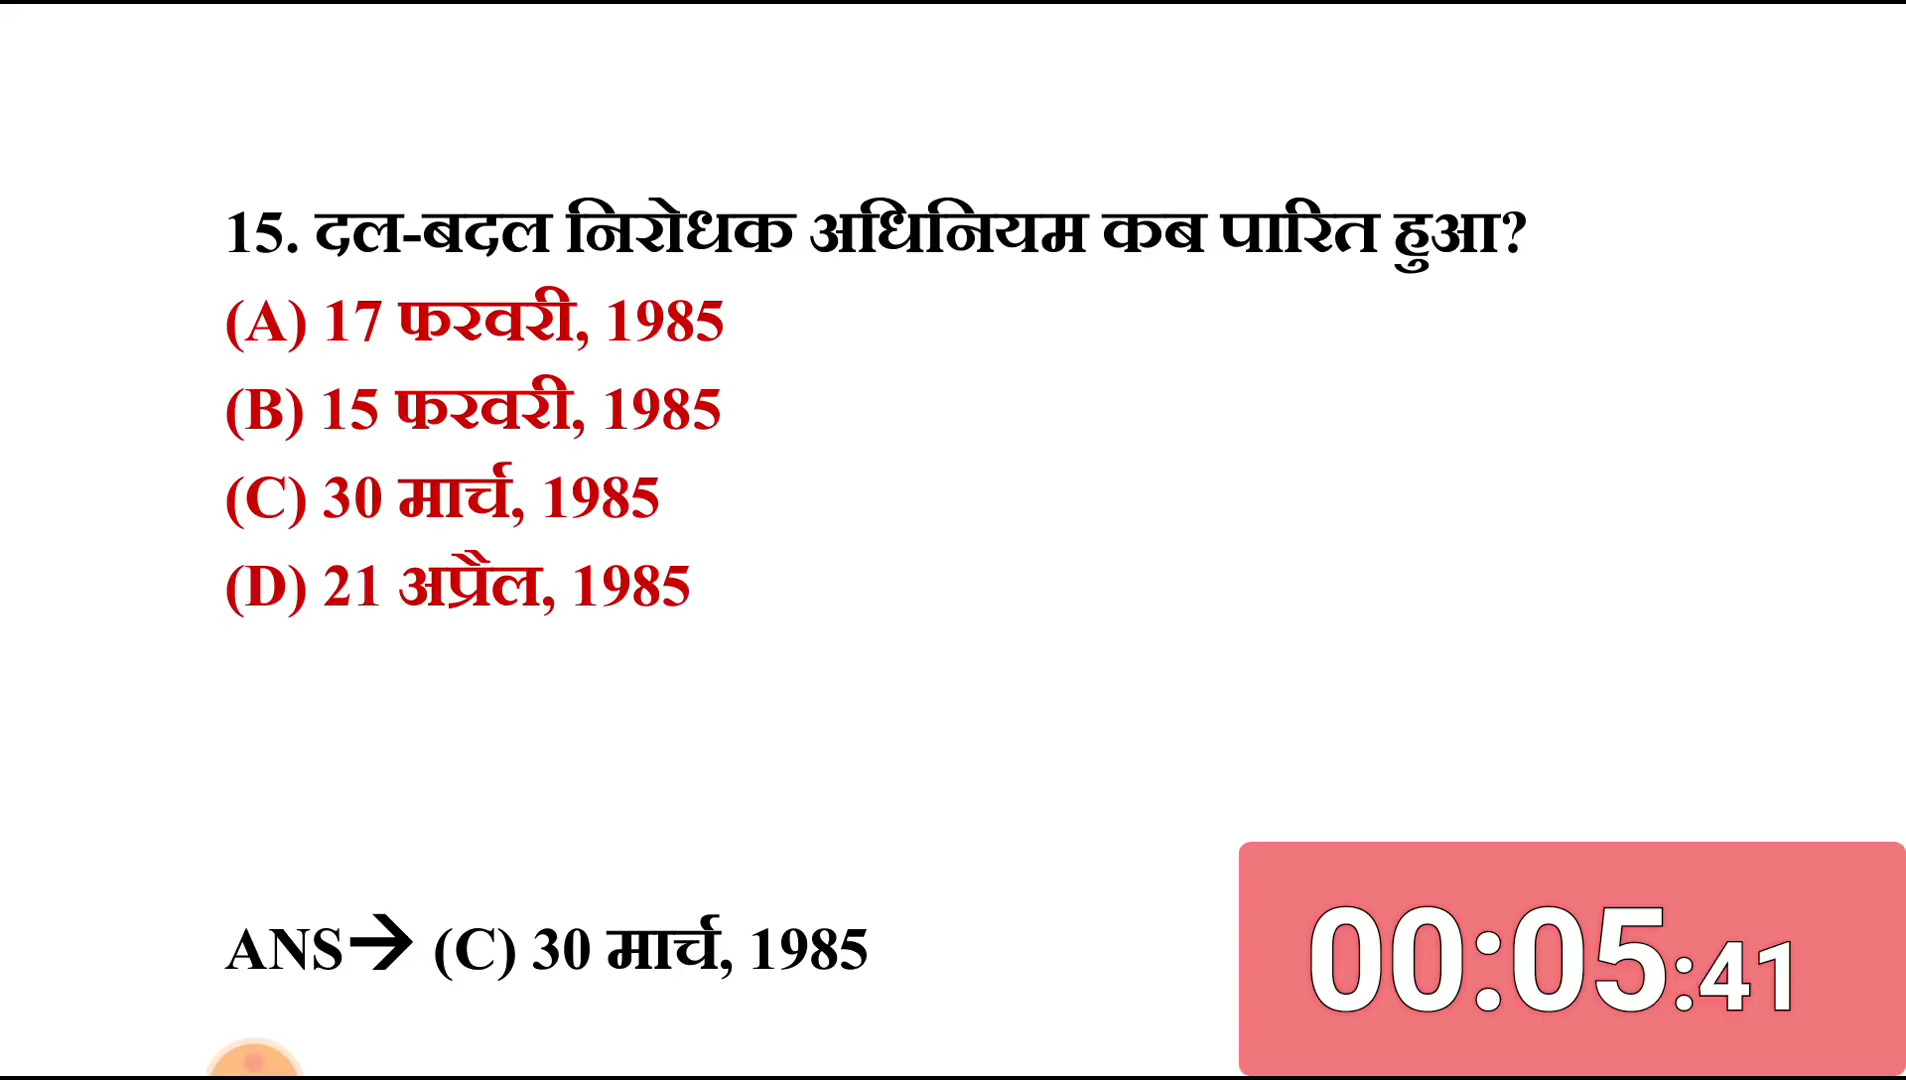 15. दल-बदल निरोधक अधिनियम कब पारित हुआ?
(A) 17 फरवरी, 1985
(B) 15 फरवरी, 1985
(C) 30 मार्च, 1985
(D) 21 अप्रैल, 1985
ANS→ (C) 30 मार्च, 1985
00:05:41